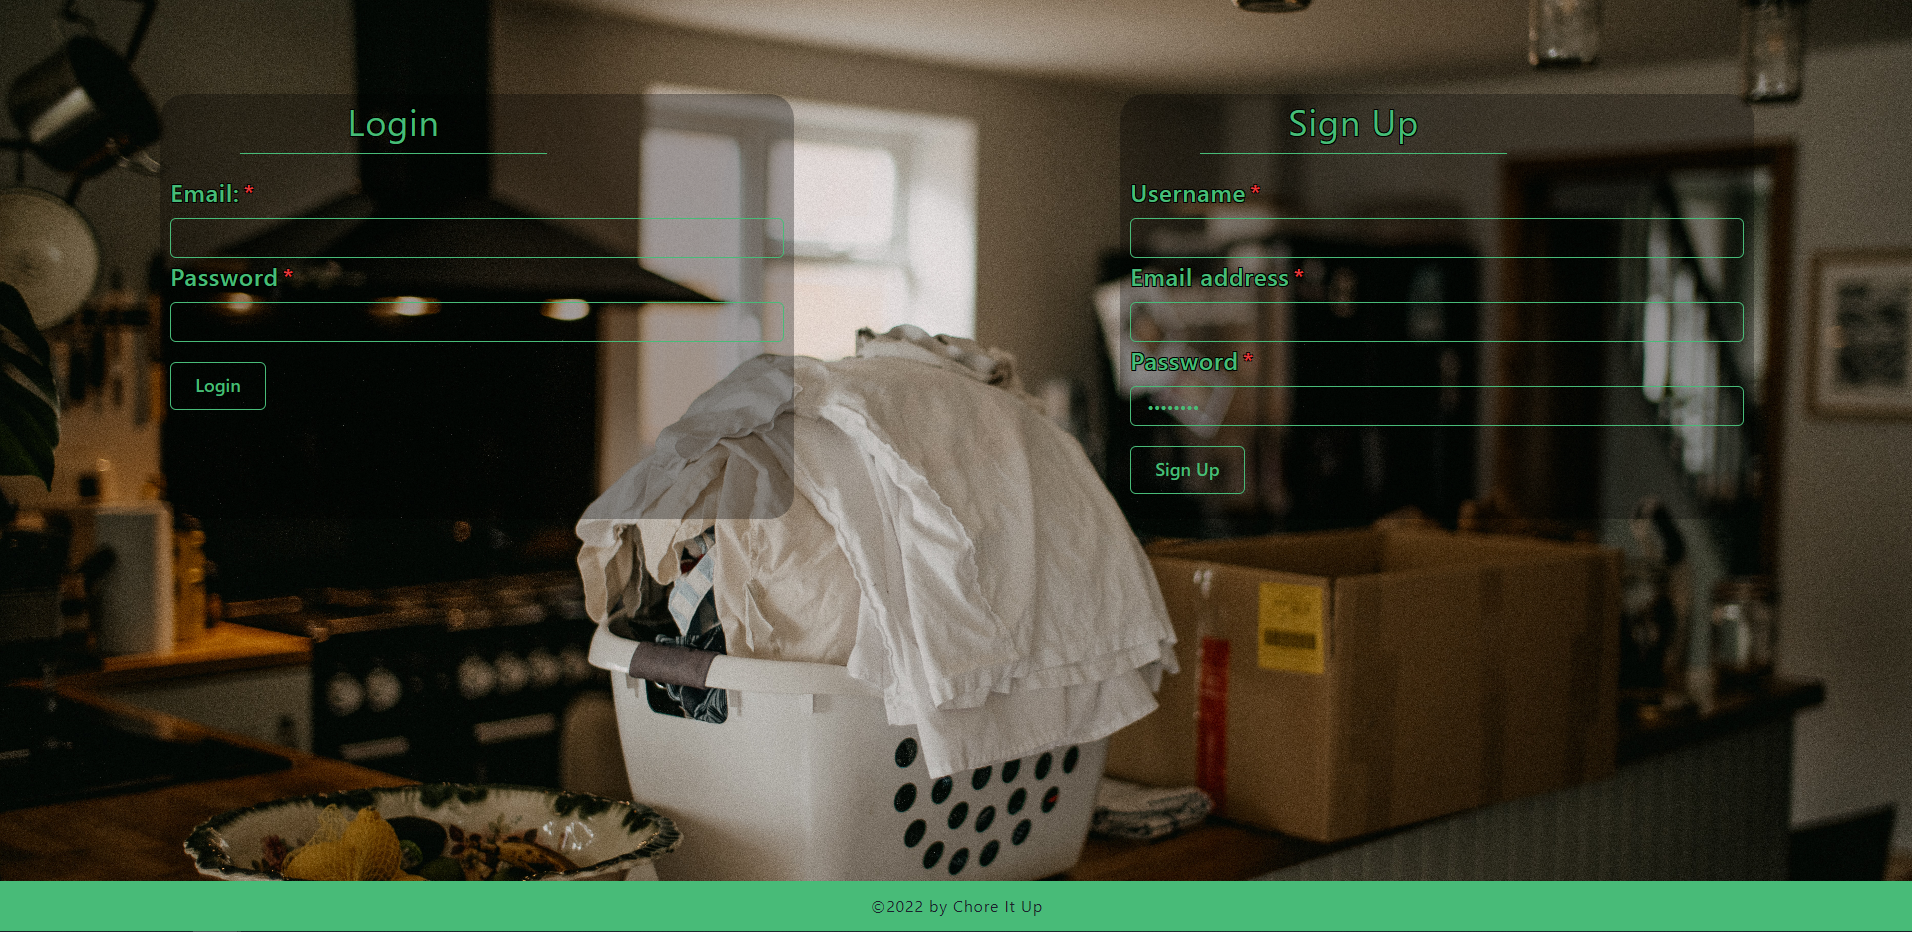 Login
Email: *
Password *
Login
Sign Up
Username *
Email address *
Password *
••••••••
Sign Up
©2022 by Chore It Up